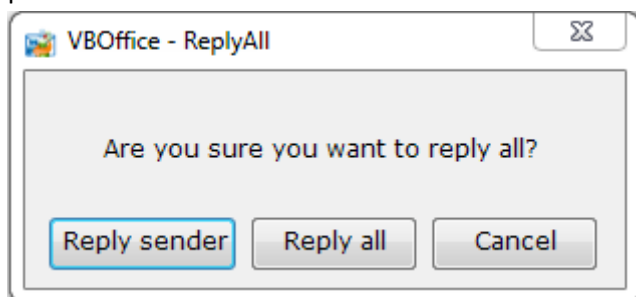 VBOffice - ReplyAll
Are you sure you want to reply all?
Reply sender
Reply all
Cancel